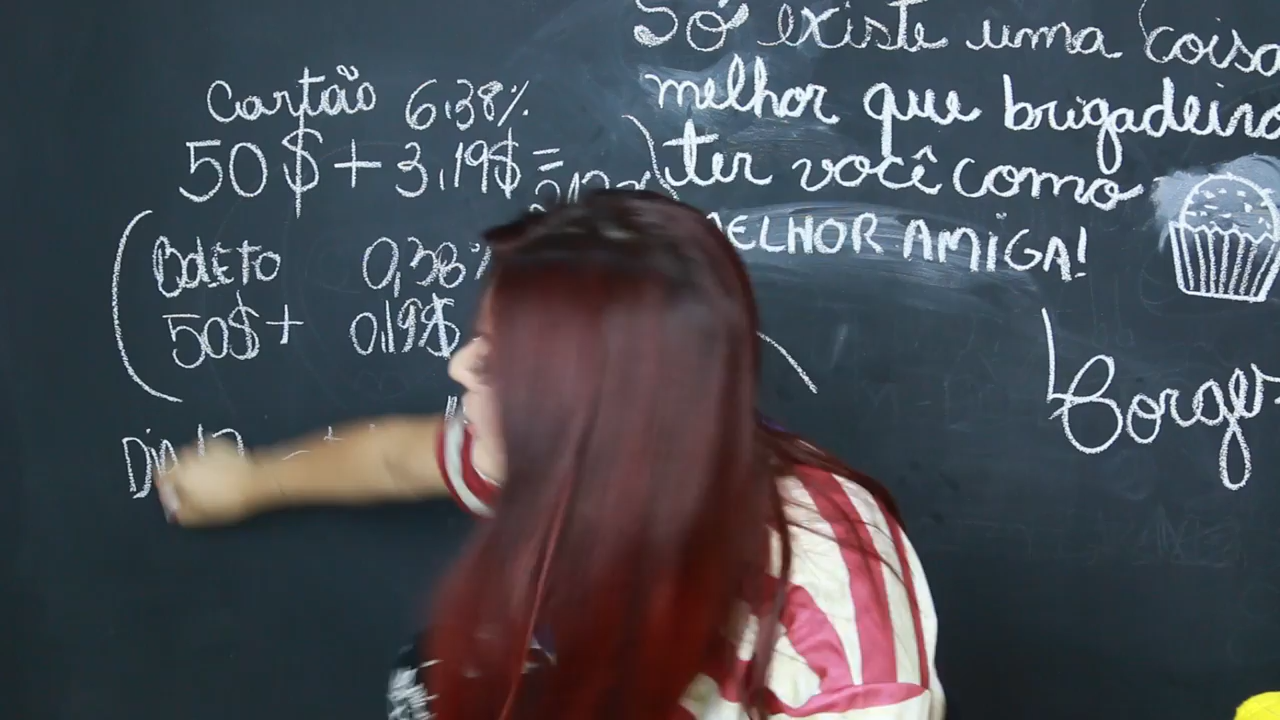 Cartão 6,38%
50$ + 3,19$ =
Boleto 0,38%
50$ + 0,19$
Só existe uma coisa
melhor que brigadeiro
ter você como
MELHOR AMIGA!
Borges